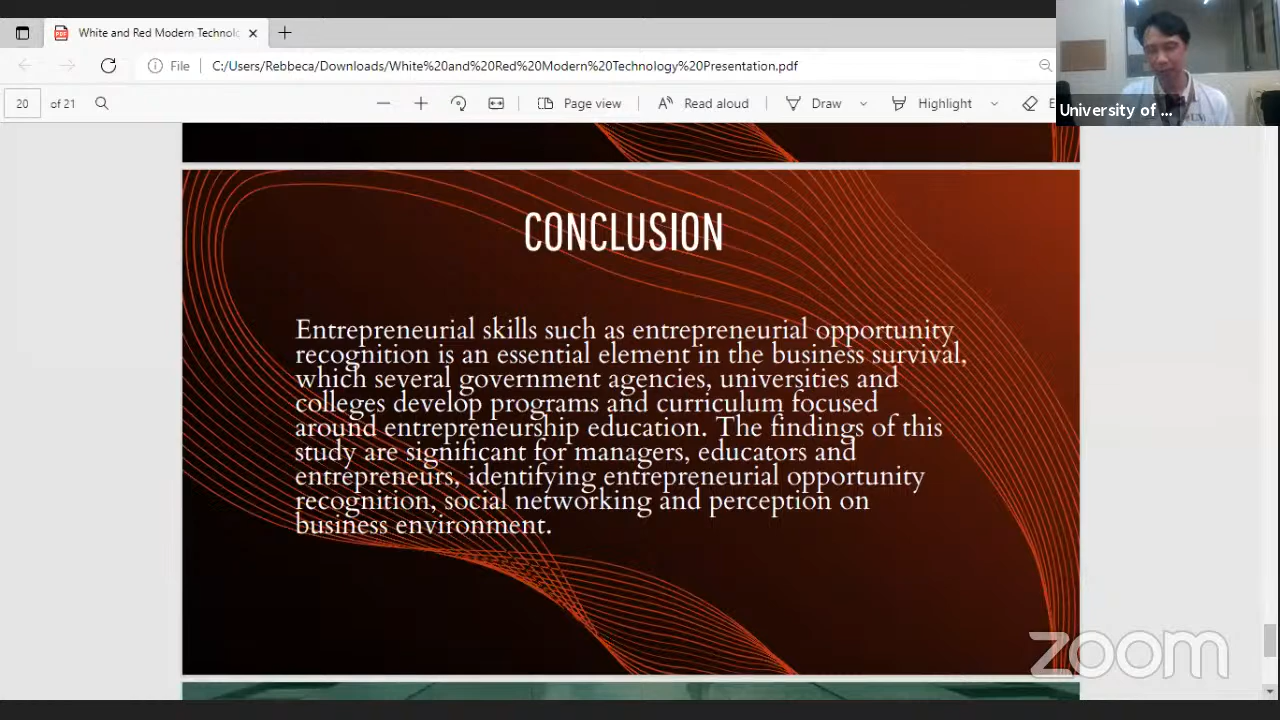 White and Red Modern Technolo
File
C:/Users/Rebbeca/Downloads/White%20and%20Red%20Modern%20Technology%20Presentation.pdf
20 of 21
Page view
Read aloud
Draw
Highlight
E
University of ...
CONCLUSION
Entrepreneurial skills such as entrepreneurial opportunity
recognition is an essential element in the business survival,
which several government agencies, universities and
colleges develop programs and curriculum focused
around entrepreneurship education. The findings of this
study are significant for managers, educators and
entrepreneurs, identifying entrepreneurial opportunity
recognition, social networking and perception on
business environment.
zoom